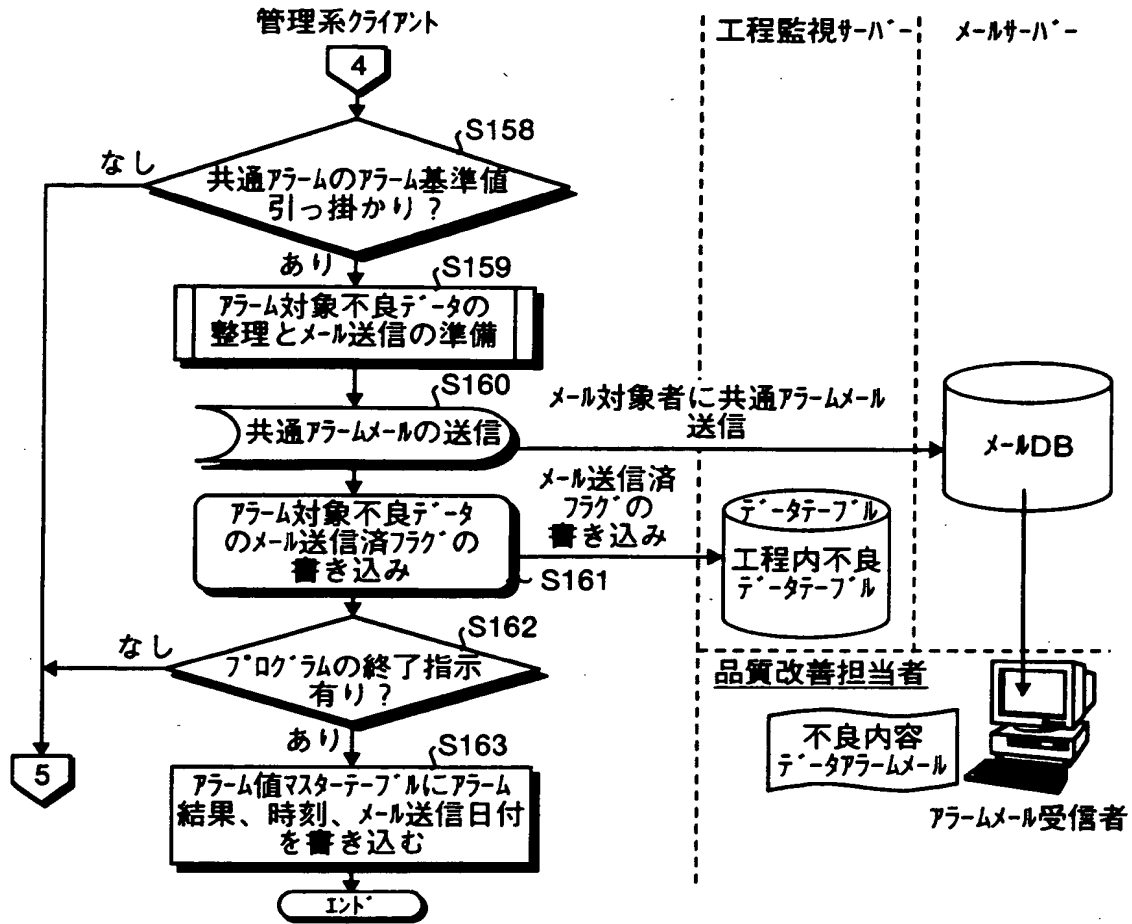 管理系クライアント
4
S158
なし
共通アラームのアラーム基準値
引っ掛かり?
あり
S159
アラーム対象不良データの
整理とメール送信の準備
S160
共通アラームメールの送信
アラーム対象不良データ
のメール送信済フラグの
書き込み
S161
S162
なし
プログラムの終了指示
有り?
あり
S163
5
アラーム値マスターテーブルにアラーム
結果、時刻、メール送信日付
を書き込む
エンド
工程監視サーバー
メールサーバー
メール対象者に共通アラームメール
送信
メールDB
メール送信済
フラグの
書き込み
データテーブル
工程内不良
データテーブル
品質改善担当者
不良内容
データアラームメール
アラームメール受信者